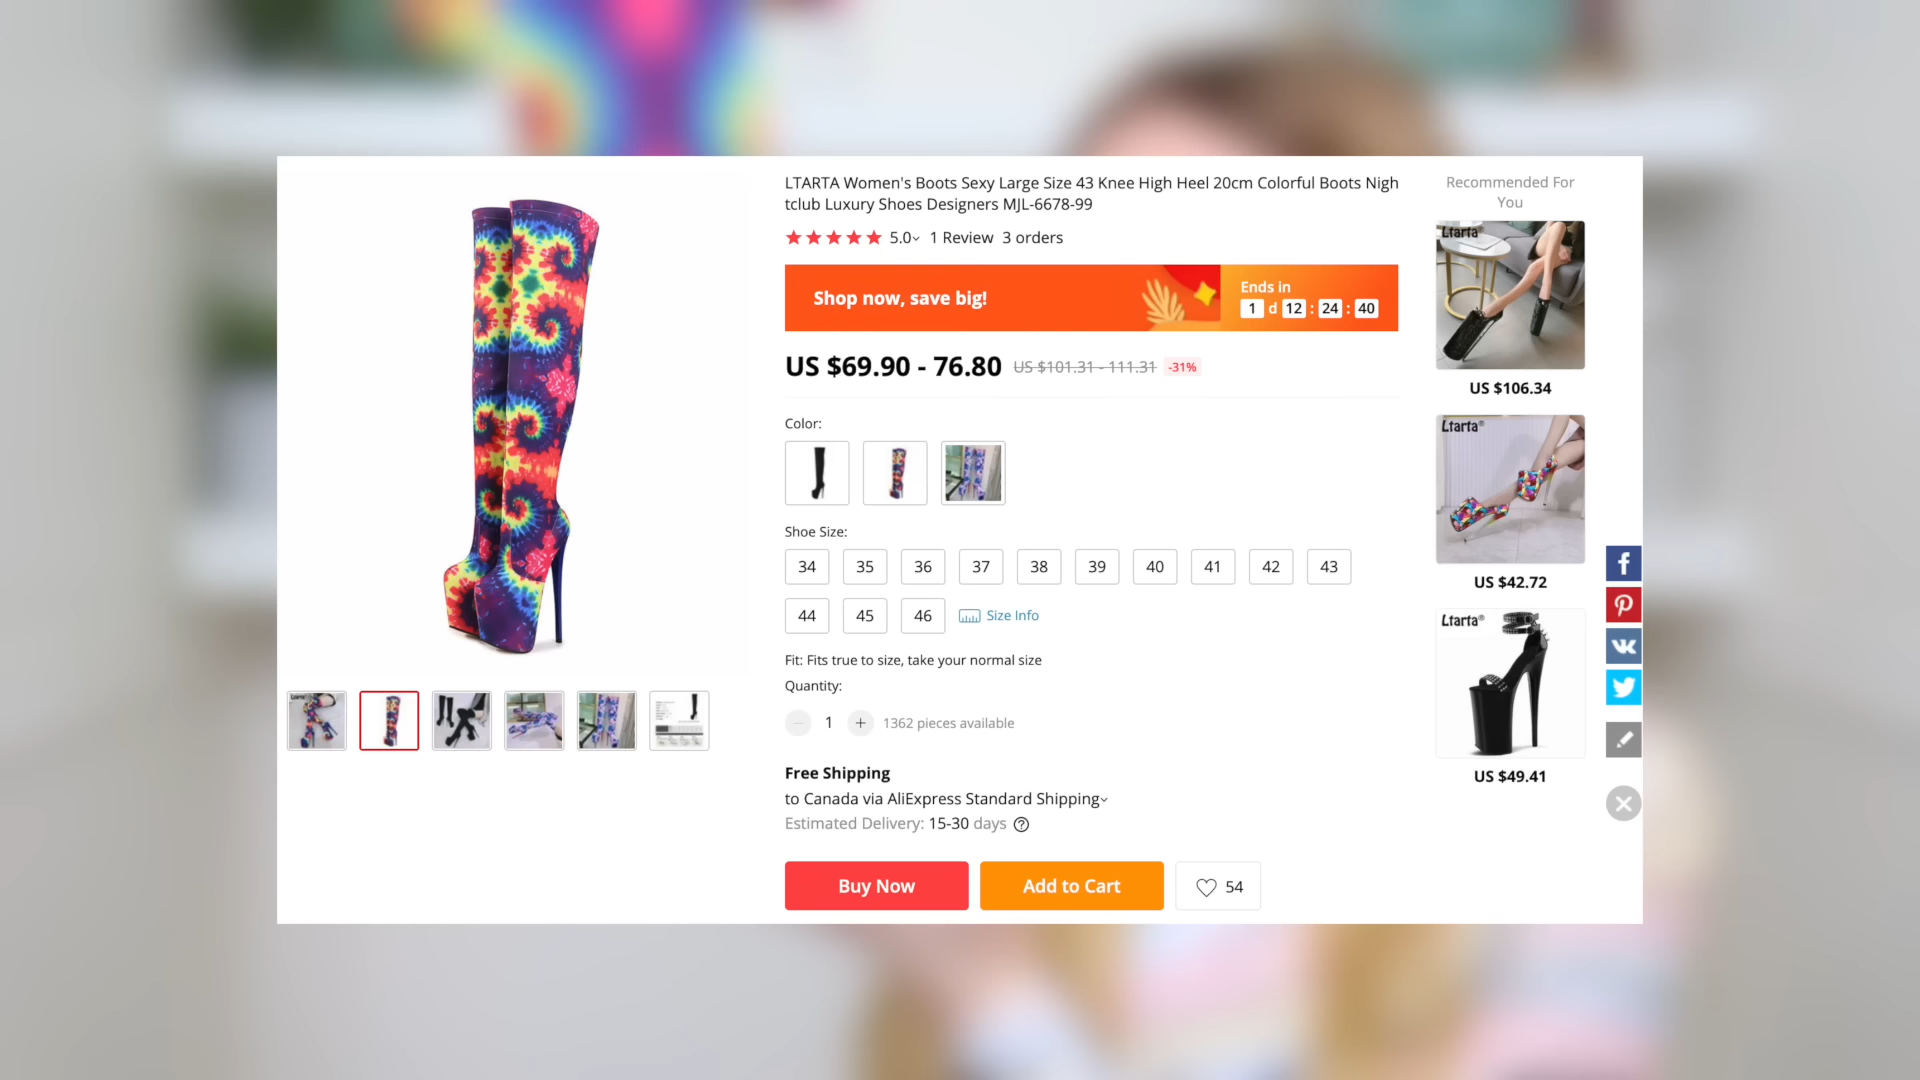 LTARTA Women's Boots Sexy Large Size 43 Knee High Heel 20cm Colorful Boots Nigh
tclub Luxury Shoes Designers MJL-6678-99
5.0 1 Review 3 orders
Shop now, save big!
Ends in
1 d 12 : 24 : 40
US $69.90 - 76.80 US $101.31 - 111.31 -31%
Color:
Shoe Size:
34 35 36 37 38 39 40 41 42 43
44 45 46 Size Info
Fit: Fits true to size, take your normal size
Quantity:
1 1362 pieces available
Free Shipping
to Canada via AliExpress Standard Shipping
Estimated Delivery: 15-30 days
Buy Now Add to Cart 54
Recommended For
You
Ltarta
US $106.34
Ltarta®
US $42.72
Ltarta®
US $49.41